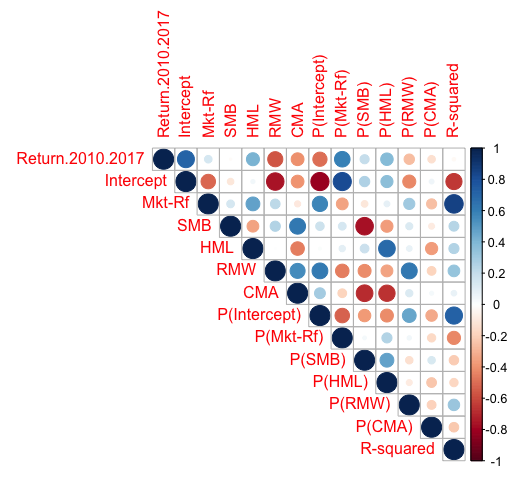 Return.2010.2017
Intercept
Mkt-Rf
SMB
HML
RMW
CMA
P(Intercept)
P(Mkt-Rf)
P(SMB)
P(HML)
P(RMW)
P(CMA)
R-squared
Return.2010.2017
Intercept
Mkt-Rf
SMB
HML
RMW
CMA
P(Intercept)
P(Mkt-Rf)
P(SMB)
P(HML)
P(RMW)
P(CMA)
R-squared
1
0.8
0.6
0.4
0.2
0
-0.2
-0.4
-0.6
-0.8
-1